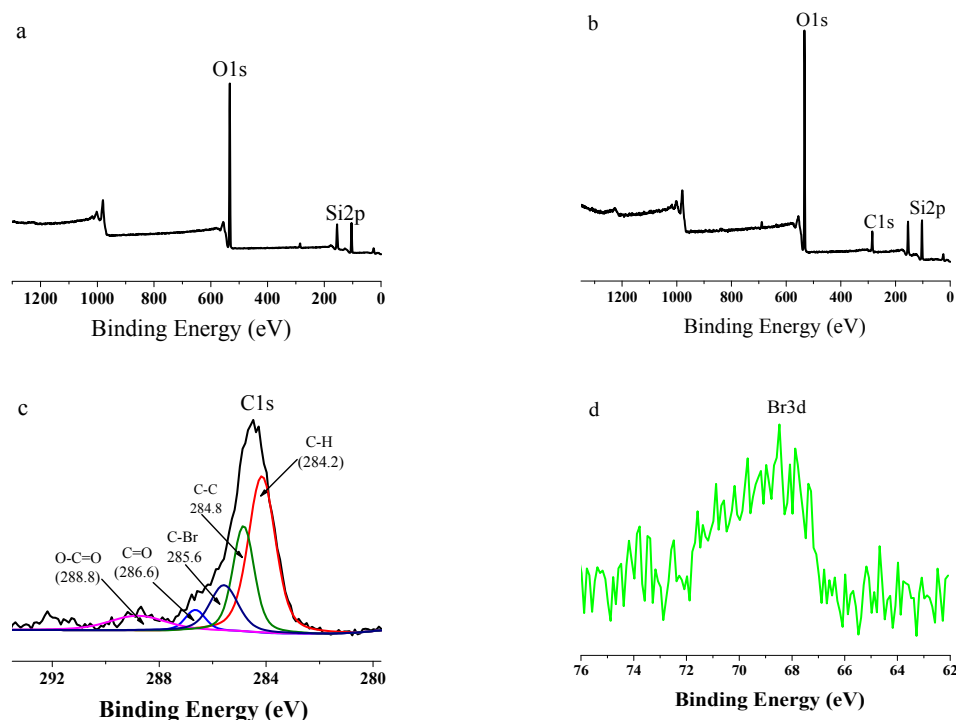 a
O1s
Si2p
1200 1000 800 600 400 200 0
Binding Energy (eV)
b
O1s
C1s
Si2p
1200 1000 800 600 400 200 0
Binding Energy (eV)
c
C1s
C-H
(284.2)
C-C
284.8
C-Br
285.6
C=O
(286.6)
O-C=O
(288.8)
292 288 284 280
Binding Energy (eV)
d
Br3d
76 74 72 70 68 66 64 62
Binding Energy (eV)